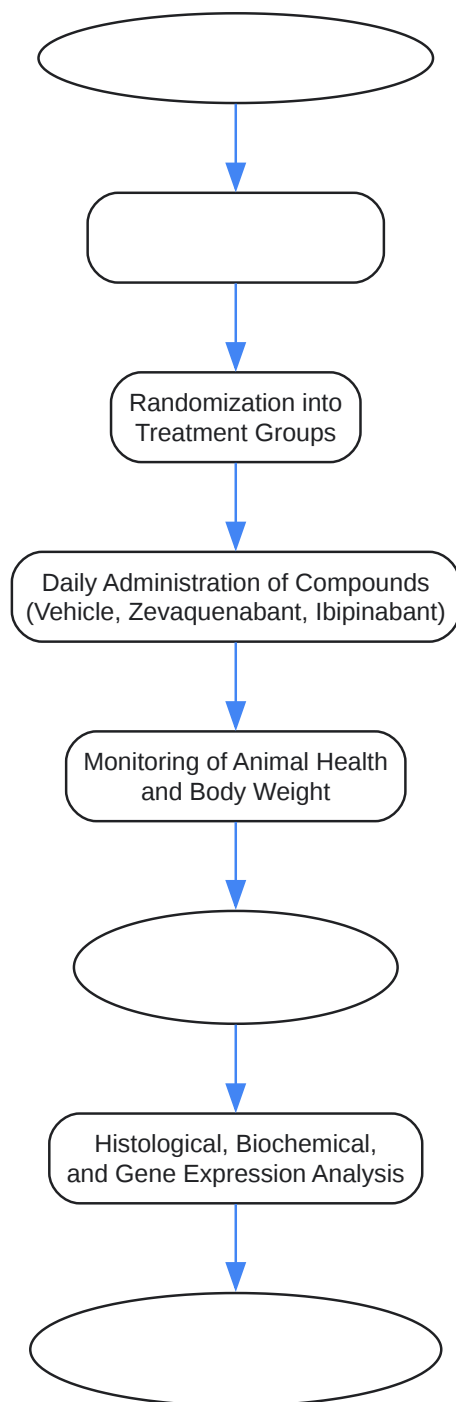 Randomization into
Treatment Groups
Daily Administration of Compounds
(Vehicle, Zevaquenabant, Ibipinabant)
Monitoring of Animal Health
and Body Weight
Histological, Biochemical,
and Gene Expression Analysis